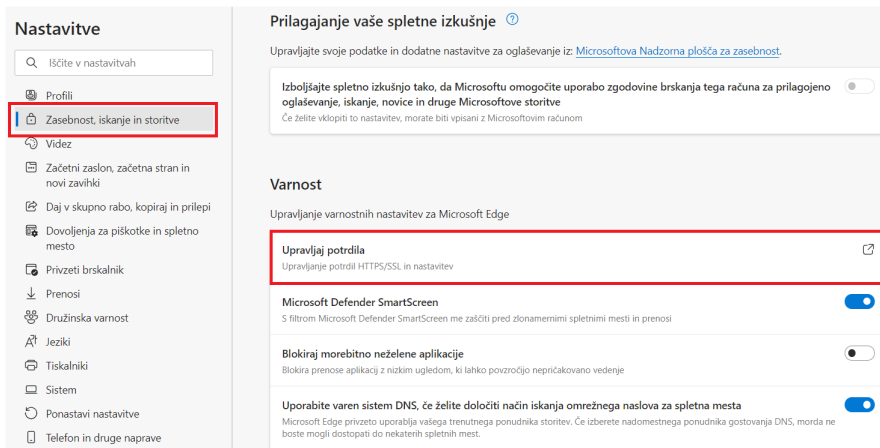 Nastavitve
Iščite v nastavitvah
Profili
Zasebnost, iskanje in storitve
Videz
Začetni zaslon, začetna stran in
novi zavihki
Daj v skupno rabo, kopiraj in prilepi
Dovoljenja za piškotke in spletno
mesto
Privzeti brskalnik
Prenosi
Družinska varnost
Jeziki
Tiskalniki
Sistem
Ponastavi nastavitve
Telefon in druge naprave
Prilagajanje vaše spletne izkušnje
Upravljajte svoje podatke in dodatne nastavitve za oglaševanje iz: Microsoftova Nadzorna plošča za zasebnost.
Izboljšajte spletno izkušnjo tako, da Microsoftu omogočite uporabo zgodovine brskanja tega računa za prilagojeno
oglaševanje, iskanje, novice in druge Microsoftove storitve
Če želite vklopiti to nastavitev, morate biti vpisani z Microsoftovim računom
Varnost
Upravljanje varnostnih nastavitev za Microsoft Edge
Upravljaj potrdila
Upravljanje potrdil HTTPS/SSL in nastavitev
Microsoft Defender SmartScreen
S filtrom Microsoft Defender SmartScreen me zaščiti pred zlonamernimi spletnimi mesti in prenosi
Blokiraj morebitno neželene aplikacije
Blokira prenose aplikacij z nizkim ugledom, ki lahko povzročijo nepričakovano vedenje
Uporabite varen sistem DNS, če želite določiti način iskanja omrežnega naslova za spletna mesta
Microsoft Edge privzeto uporablja vašega trenutnega ponudnika storitev. Če izberete nadomestnega ponudnika gostovanja DNS, morda ne
boste mogli dostopati do nekaterih spletnih mest.